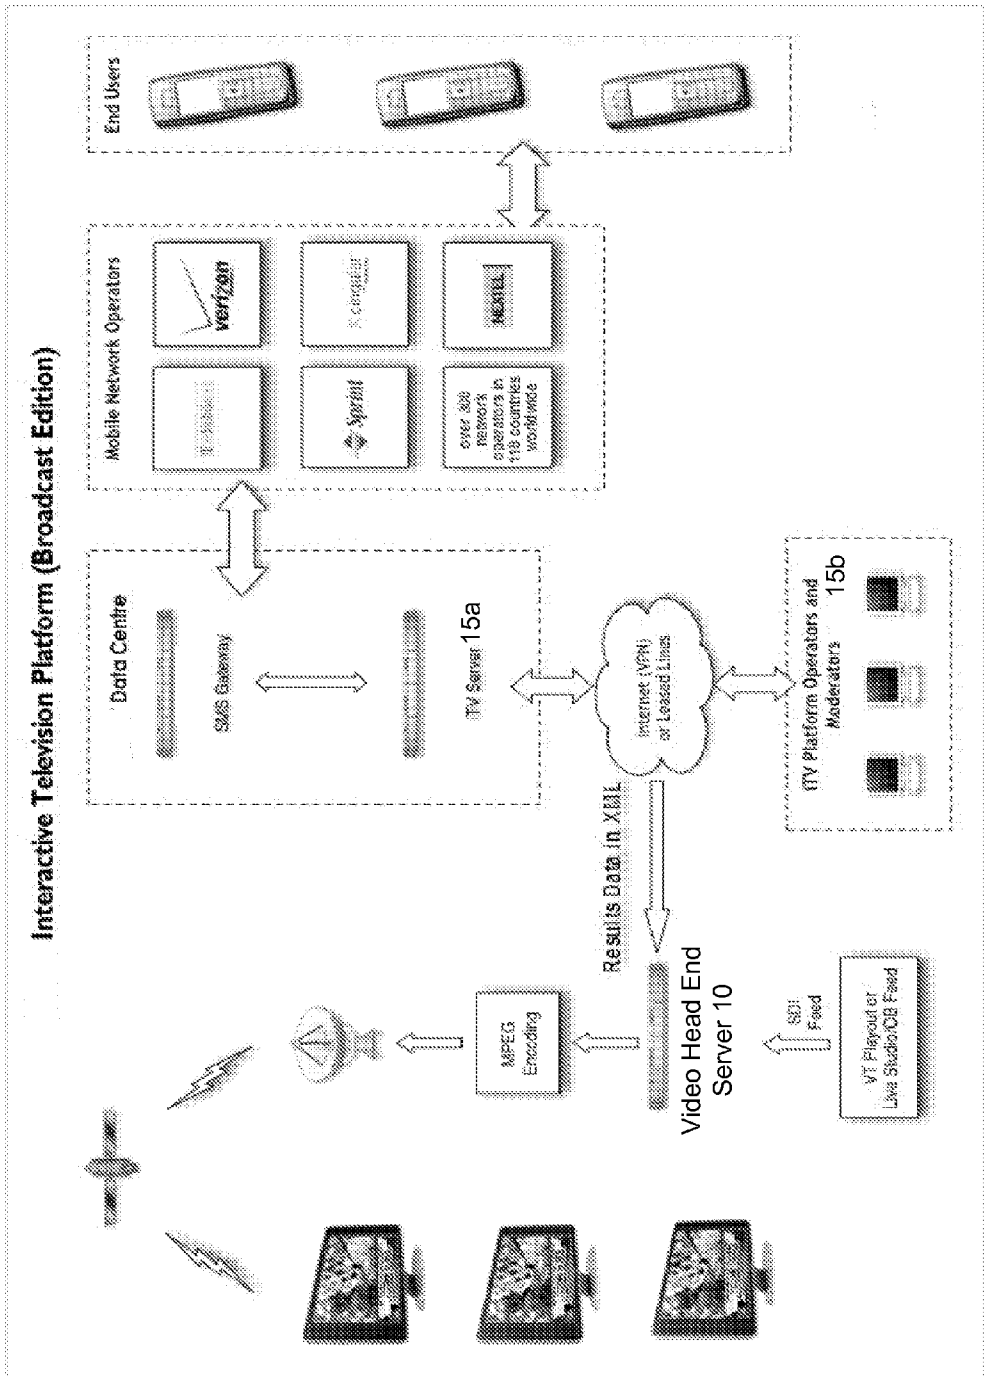 Interactive Television Platform (Broadcast Edition)
Data Centre
SMS Gateway
TV Server 15a
Mobile Network Operators
verizon
Sprint
NEXTEL
over 300
network
operators in
118 countries
worldwide
End Users
Internet (VPN)
or Leased Lines
Results Data in XML
MPEG
Encoding
Video Head End
Server 10
SDI
Feed
VT Playout or
Live Studio/OB Feed
iTV Platform Operators and
Moderators 15b